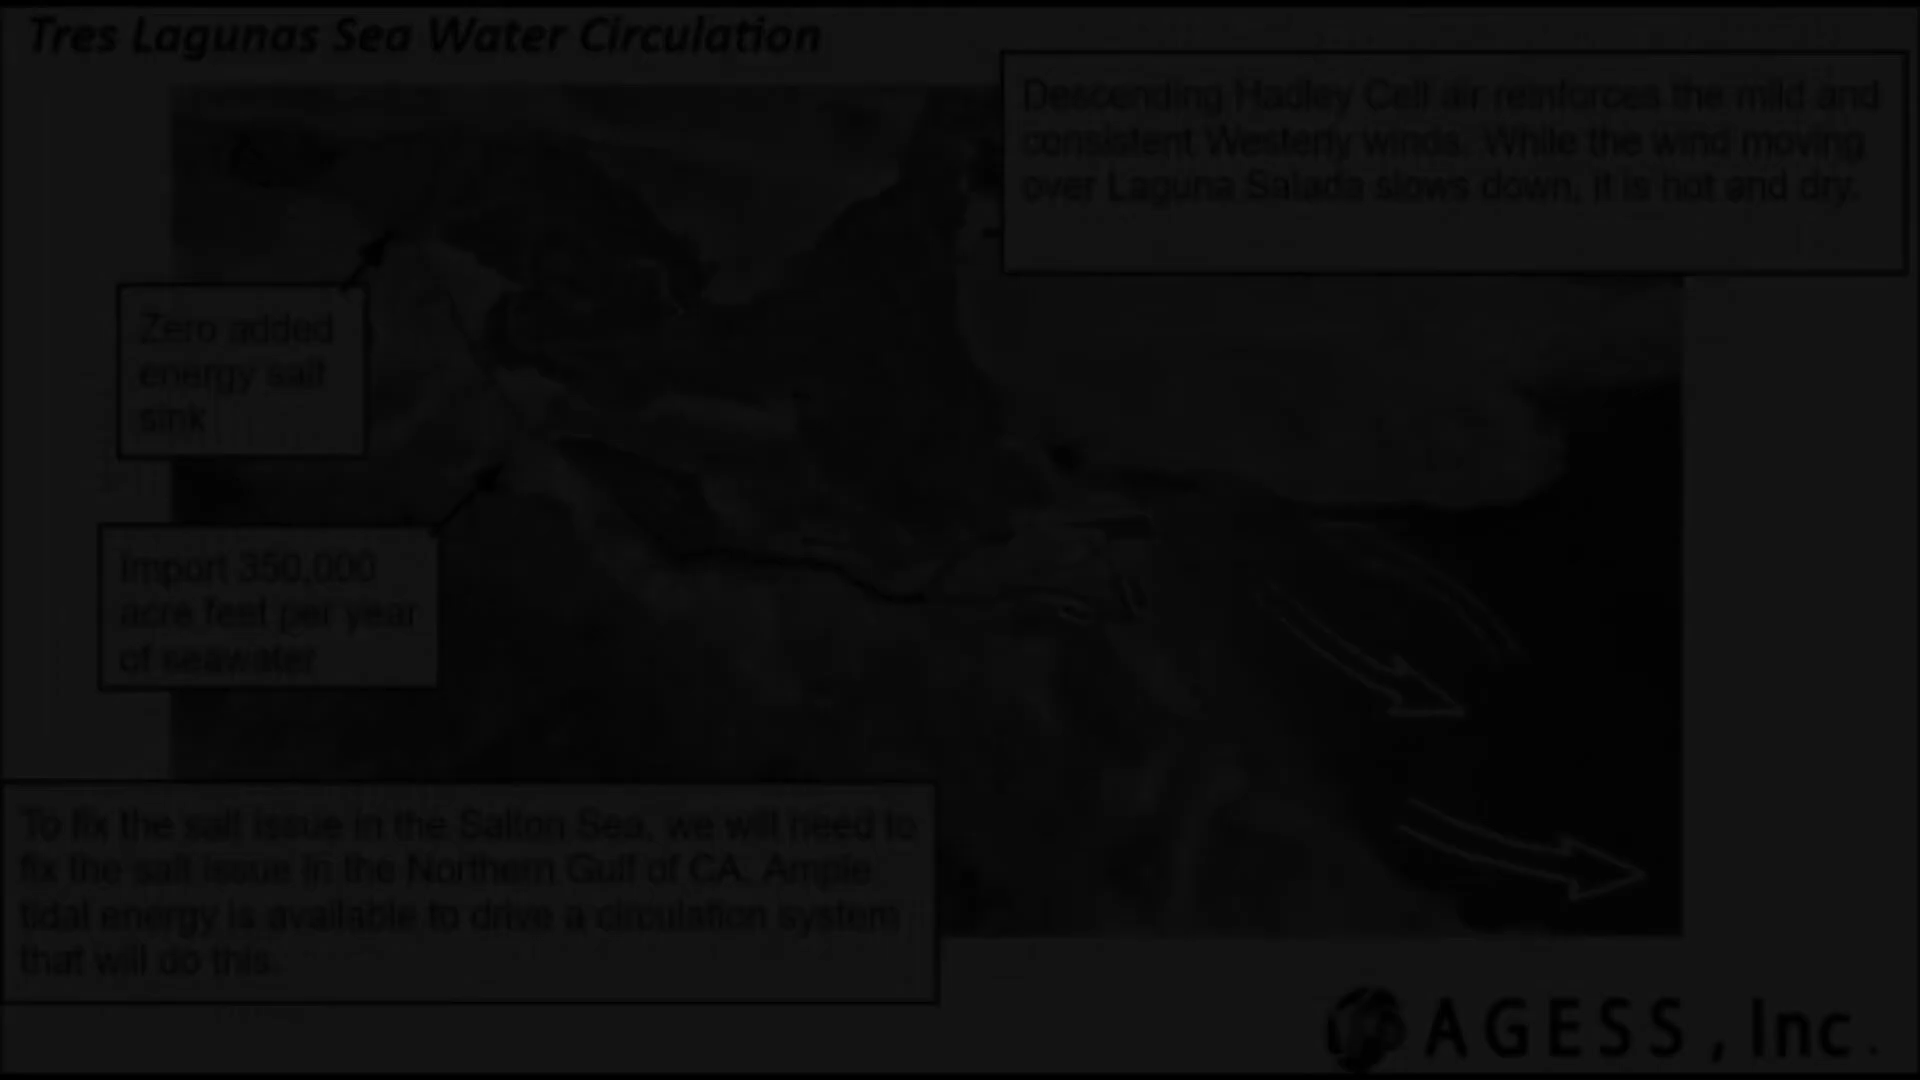 Tres Lagunas Sea Water Circulation
Descending Hadley Cell air reinforces the mild and
consistent Westerly winds. While the wind moving
over Laguna Salada slows down, it is hot and dry.
Zero added
energy salt
sink
Import 350,000
acre feet per year
of seawater
To fix the salt issue in the Salton Sea, we will need to
fix the salt issue in the Northern Gulf of CA. Ample
tidal energy is available to drive a circulation system
that will do this.
AGESS, Inc.